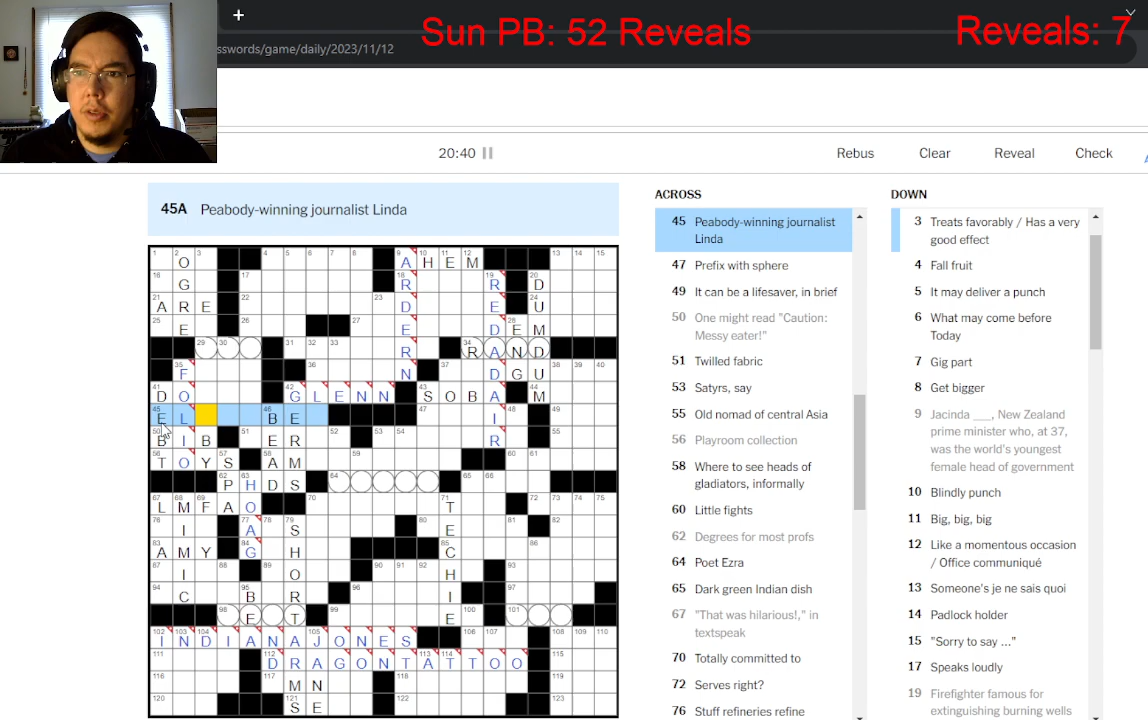 Sun PB: 52 Reveals
Reveals: 7
+
sswords/game/daily/2023/11/12
20:40
Rebus
Clear
Reveal
Check
45A Peabody-winning journalist Linda
ACROSS
45 Peabody-winning journalist Linda
47 Prefix with sphere
49 It can be a lifesaver, in brief
50 One might read "Caution: Messy eater!"
51 Twilled fabric
53 Satyrs, say
55 Old nomad of central Asia
56 Playroom collection
58 Where to see heads of gladiators, informally
60 Little fights
62 Degrees for most profs
64 Poet Ezra
65 Dark green Indian dish
67 "That was hilarious!," in textspeak
70 Totally committed to
72 Serves right?
76 Stuff refineries refine
DOWN
3 Treats favorably / Has a very good effect
4 Fall fruit
5 It may deliver a punch
6 What may come before Today
7 Gig part
8 Get bigger
9 Jacinda ___, New Zealand prime minister who, at 37, was the world's youngest female head of government
10 Blindly punch
11 Big, big, big
12 Like a momentous occasion / Office communiqué
13 Someone's je ne sais quoi
14 Padlock holder
15 "Sorry to say ..."
17 Speaks loudly
19 Firefighter famous for extinguishing burning wells